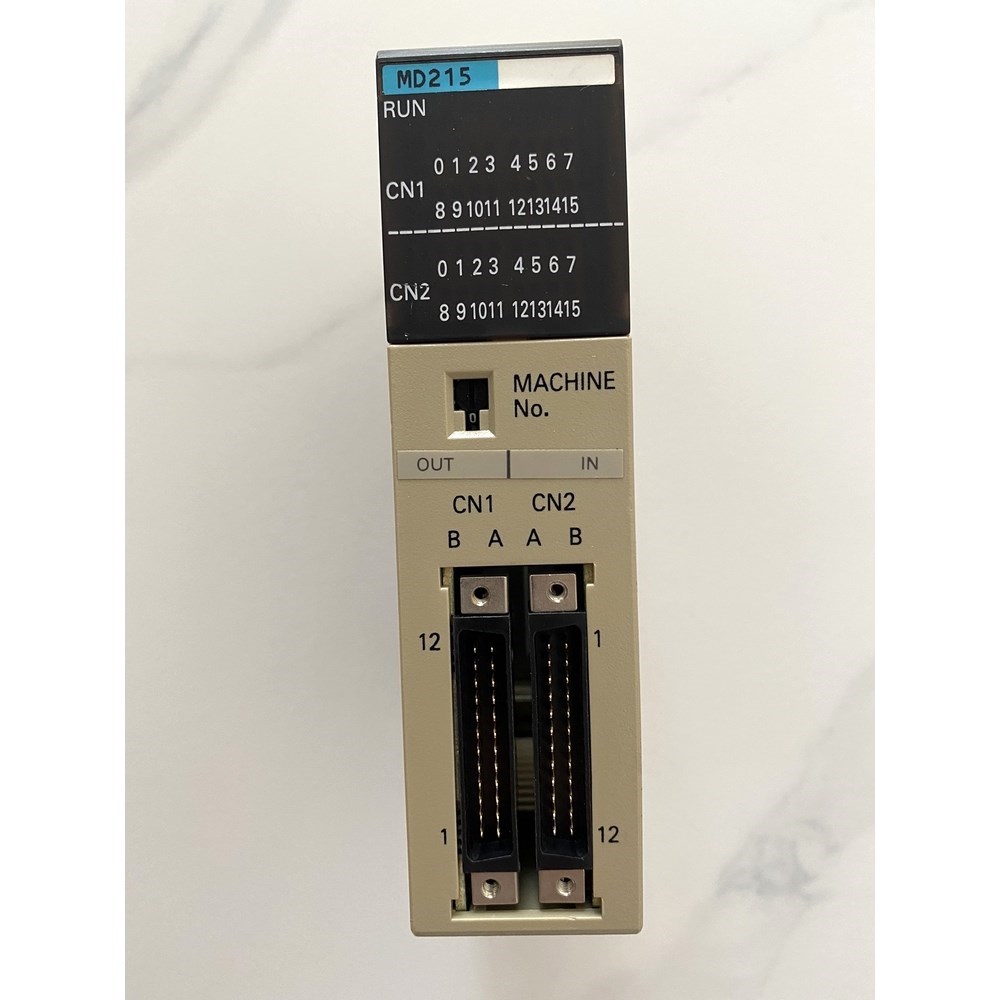 MD215
RUN
0 1 2 3 4 5 6 7
CN1
8 9 10 11 12 13 14 15
0 1 2 3 4 5 6 7
CN2
8 9 10 11 12 13 14 15
MACHINE
No.
0
OUT IN
CN1 CN2
B A A B
12 1
1 12